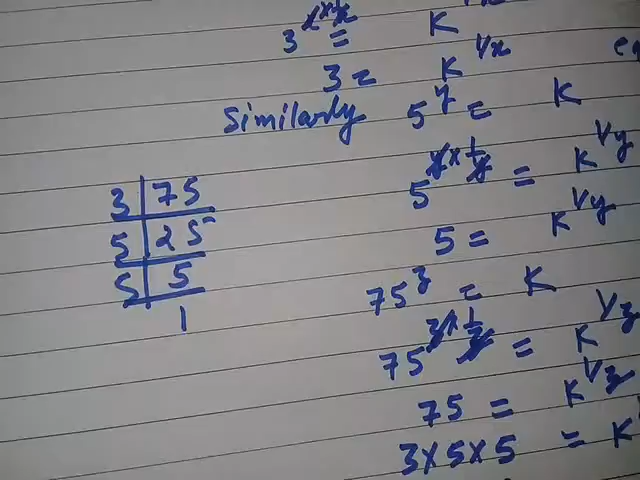 3^x×1/x = K^1/x
3 = K^1/x
Similarly 5^y = K
5^y×1/y = K^1/y
5 = K^1/y
75^z = K
75^z×1/z = K^1/z
75 = K^1/z
3×5×5 = K
3 | 75
5 | 25
5 | 5
1